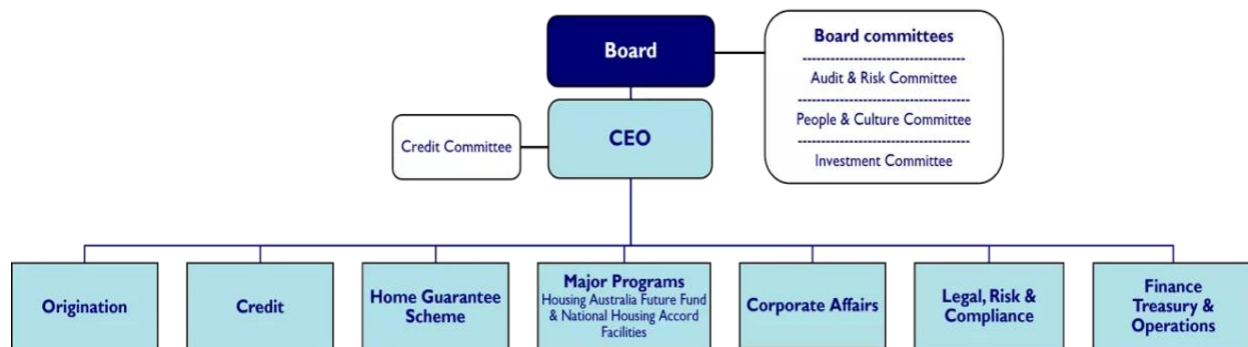 Board
Board committees
Audit & Risk Committee
People & Culture Committee
Investment Committee
Credit Committee
CEO
Origination
Credit
Home Guarantee
Scheme
Major Programs
Housing Australia Future Fund
& National Housing Accord
Facilities
Corporate Affairs
Legal, Risk &
Compliance
Finance
Treasury &
Operations